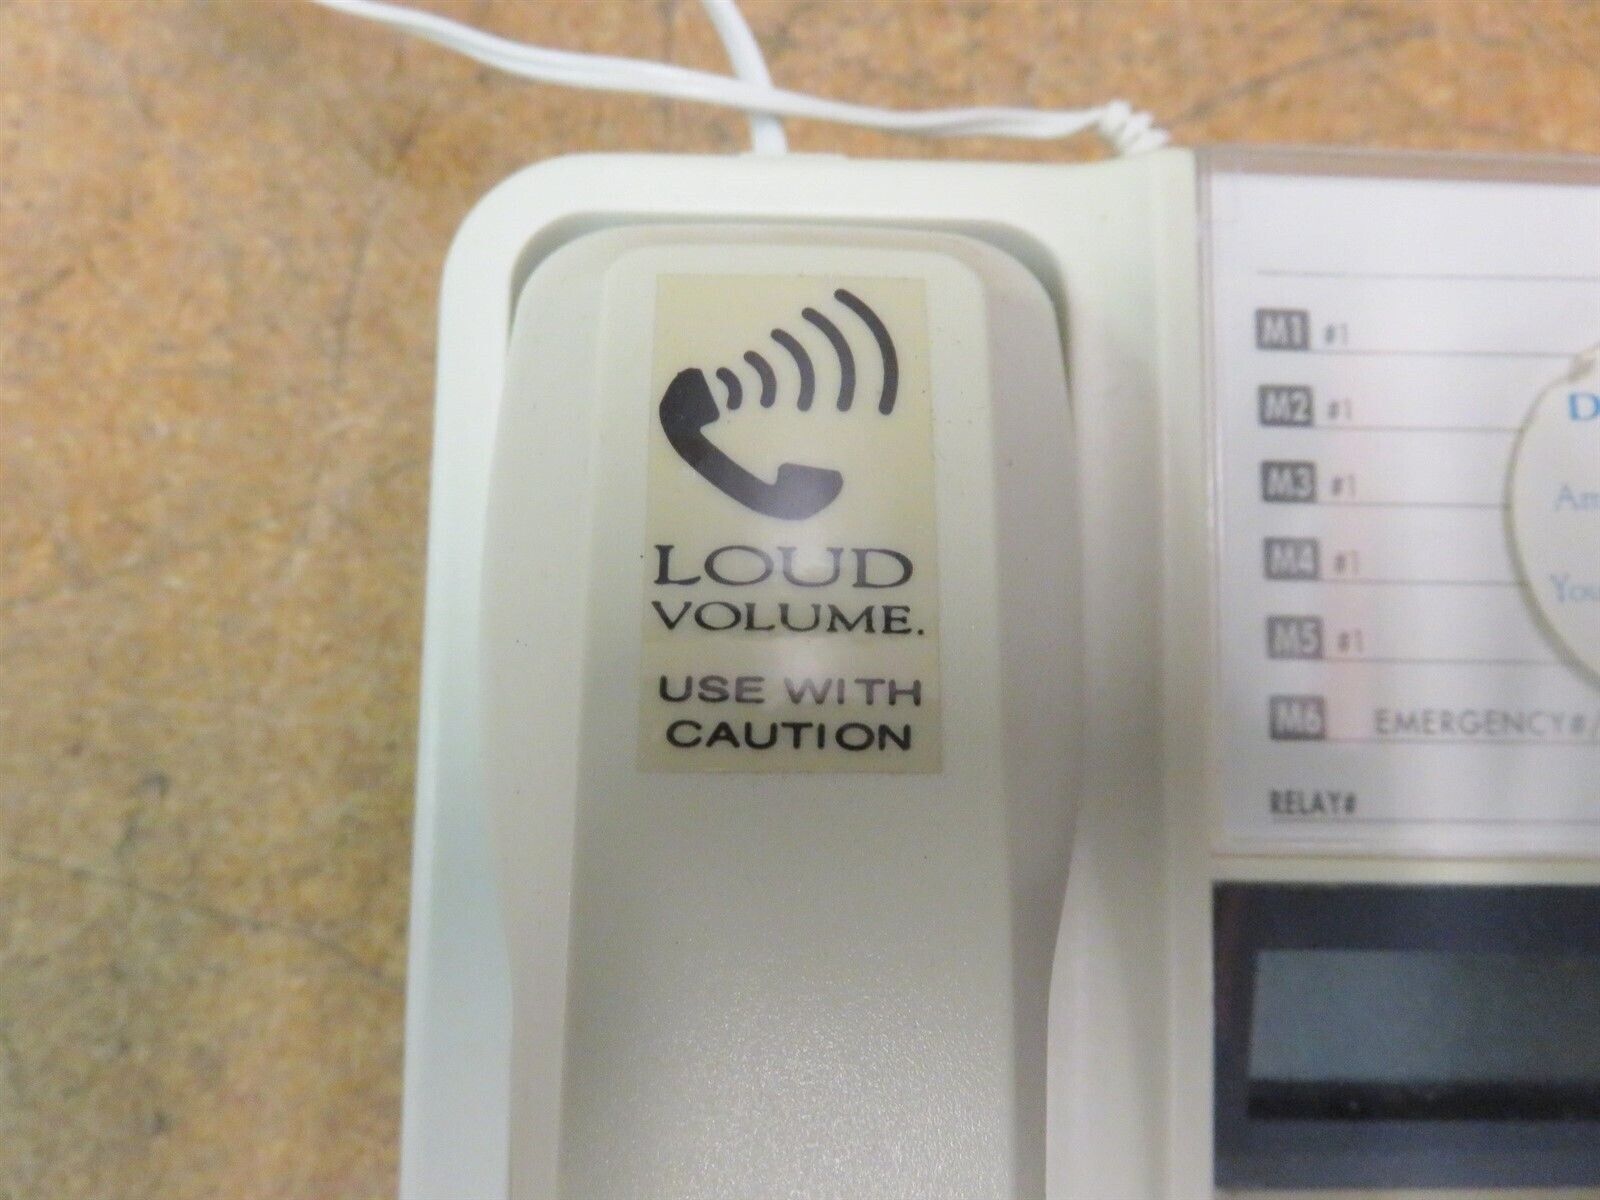 LOUD
VOLUME.
USE WITH
CAUTION
M1 #1
M2 #1
M3 #1
M4 #1
M5 #1
M6 EMERGENCY#/
RELAY#